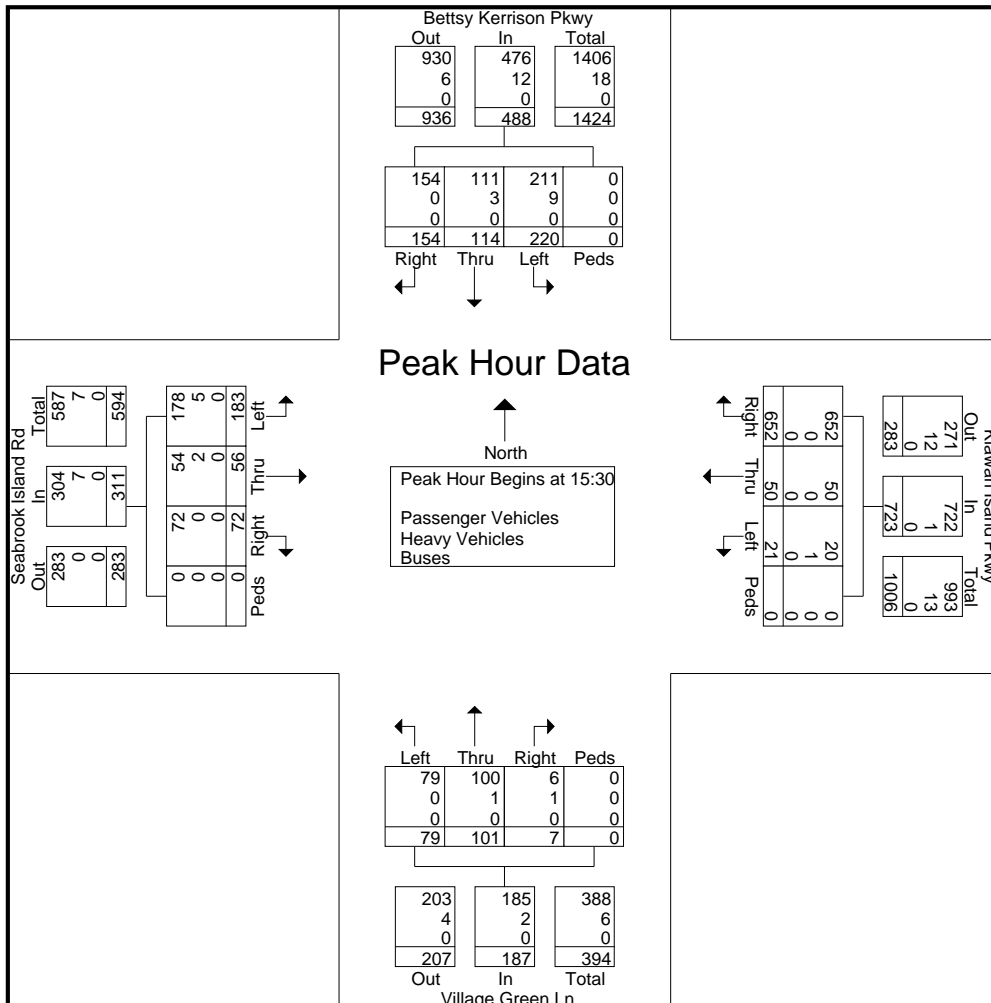 Bettsy Kerrison Pkwy
Out In Total
930 476 1406
6 12 18
0 0 0
936 488 1424
154 111 211 0
0 3 9 0
0 0 0 0
154 114 220 0
Right Thru Left Peds
Peak Hour Data
North
Peak Hour Begins at 15:30
Passenger Vehicles
Heavy Vehicles
Buses
Seabrook Island Rd
Out In Total
283 304 587
0 7 7
0 0 0
283 311 594
Peds Right Thru Left
0 72 54 178
0 0 2 5
0 0 0 0
0 72 56 183
Right Thru Left Peds
652 50 20 0
0 0 1 0
0 0 0 0
652 50 21 0
Pkwy
Out In Total
271 722 993
12 1 13
0 0 0
283 723 1006
Left Thru Right Peds
79 100 6 0
0 1 1 0
0 0 0 0
79 101 7 0
203 185 388
4 2 6
0 0 0
207 187 394
Out In Total
Village Green Ln